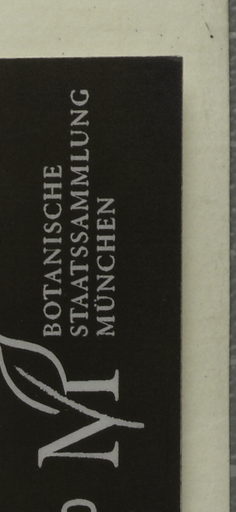 BOTANISCHE
STAATSSAMMLUNG
MÜNCHEN
M